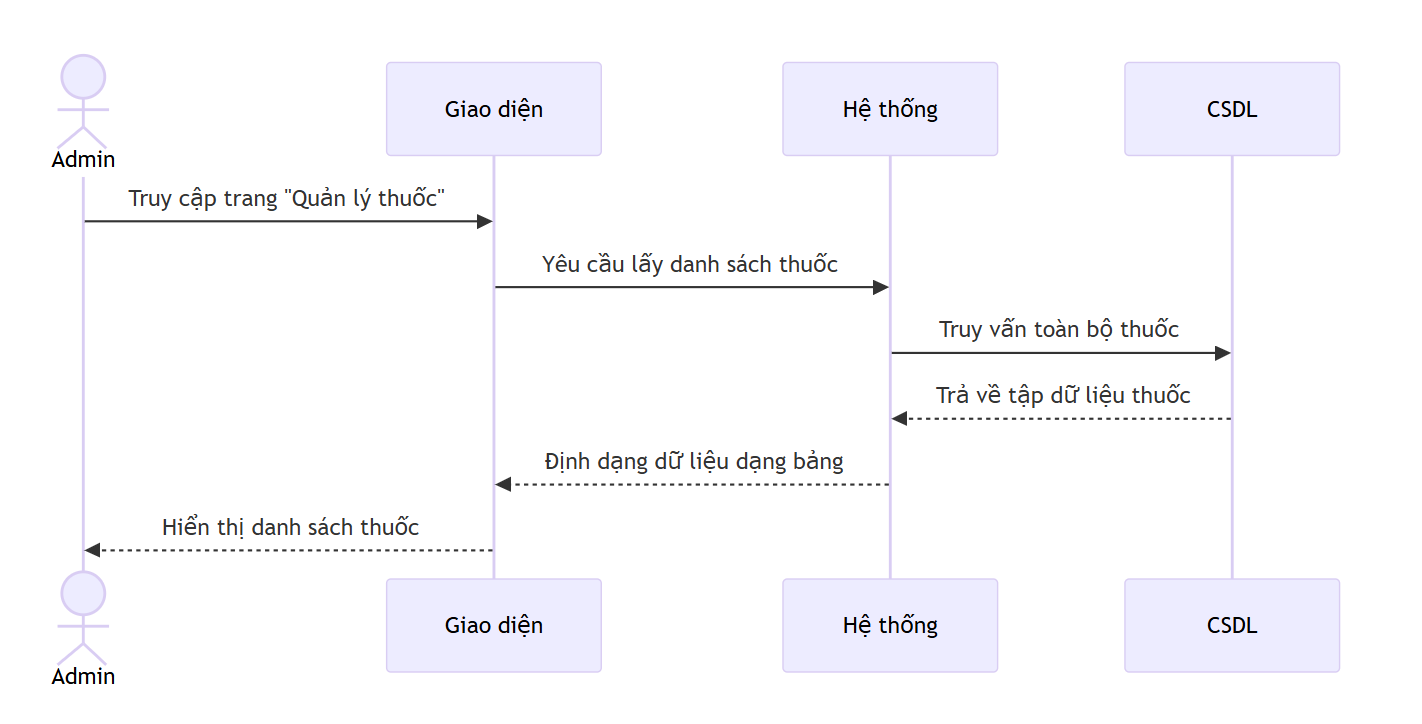 Giao diện
Hệ thống
CSDL
Admin
Truy cập trang "Quản lý thuốc"
Yêu cầu lấy danh sách thuốc
Truy vấn toàn bộ thuốc
Trả về tập dữ liệu thuốc
Định dạng dữ liệu dạng bảng
Hiển thị danh sách thuốc
Giao diện
Hệ thống
CSDL
Admin